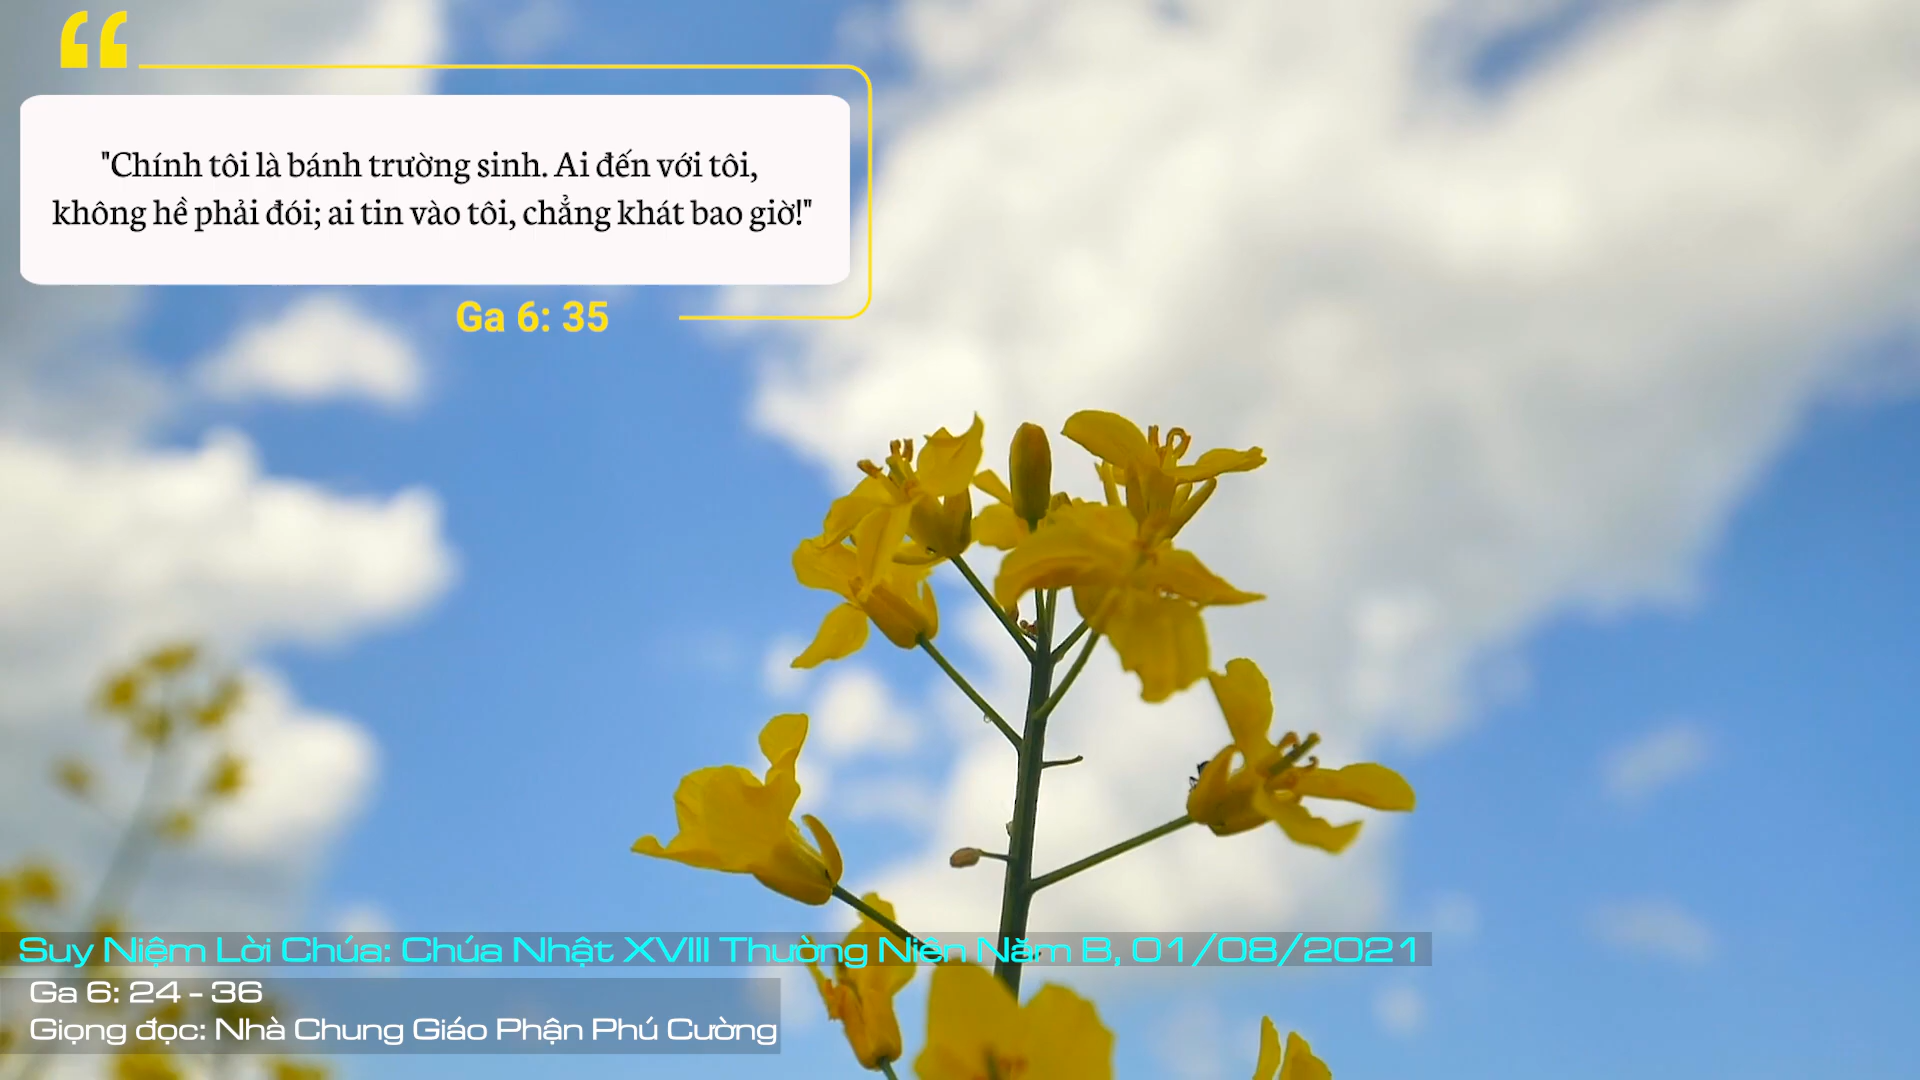 "Chính tôi là bánh trường sinh. Ai đến với tôi,
không hề phải đói; ai tin vào tôi, chẳng khát bao giờ!"
Ga 6: 35
Suy Niệm Lời Chúa: Chúa Nhật XVIII Thường Niên Năm B, 01/08/2021
Ga 6: 24 - 36
Giọng đọc: Nhà Chung Giáo Phận Phú Cường